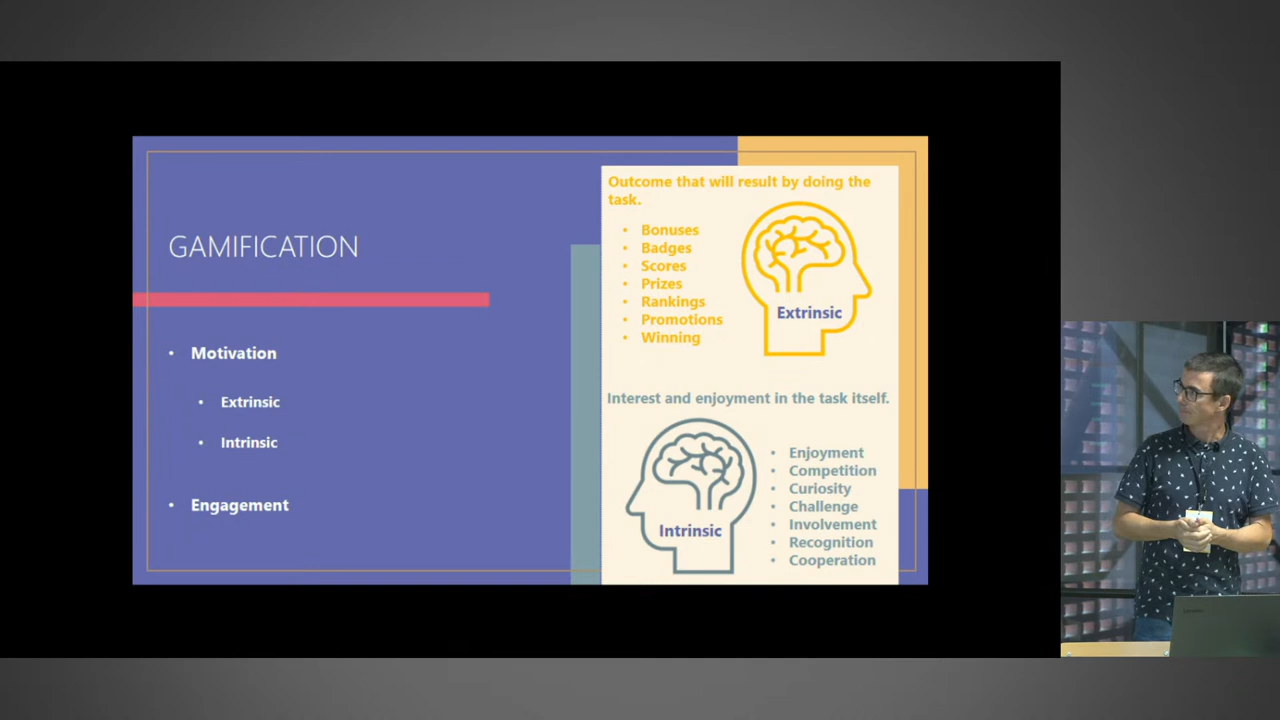 GAMIFICATION
Motivation
Extrinsic
Intrinsic
Engagement
Outcome that will result by doing the
task.
Bonuses
Badges
Scores
Prizes
Rankings
Promotions
Winning
Extrinsic
Interest and enjoyment in the task itself.
Intrinsic
Enjoyment
Competition
Curiosity
Challenge
Involvement
Recognition
Cooperation